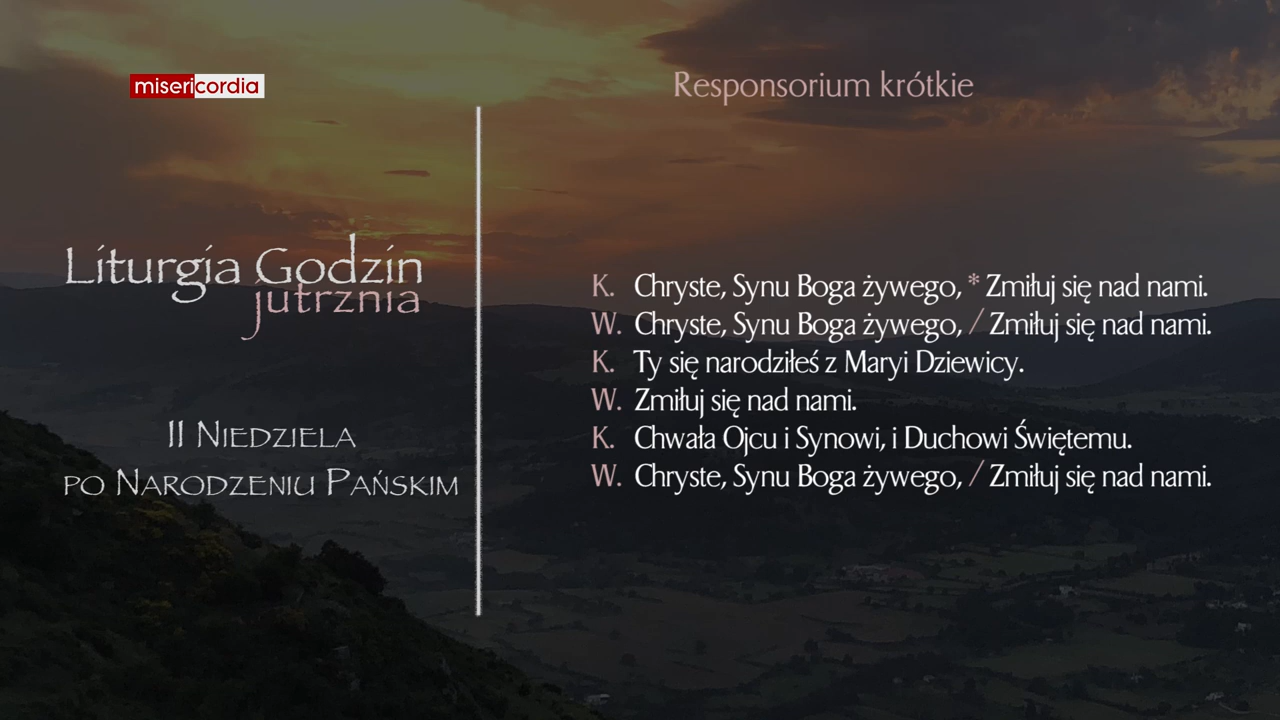 misericordia
Liturgia Godzin
jutrznia
II Niedziela
po Narodzeniu Pańskim
Responsorium krótkie
K. Chryste, Synu Boga żywego, * Zmiłuj się nad nami.
W. Chryste, Synu Boga żywego, / Zmiłuj się nad nami.
K. Ty się narodziłeś z Maryi Dziewicy.
W. Zmiłuj się nad nami.
K. Chwała Ojcu i Synowi, i Duchowi Świętemu.
W. Chryste, Synu Boga żywego, / Zmiłuj się nad nami.